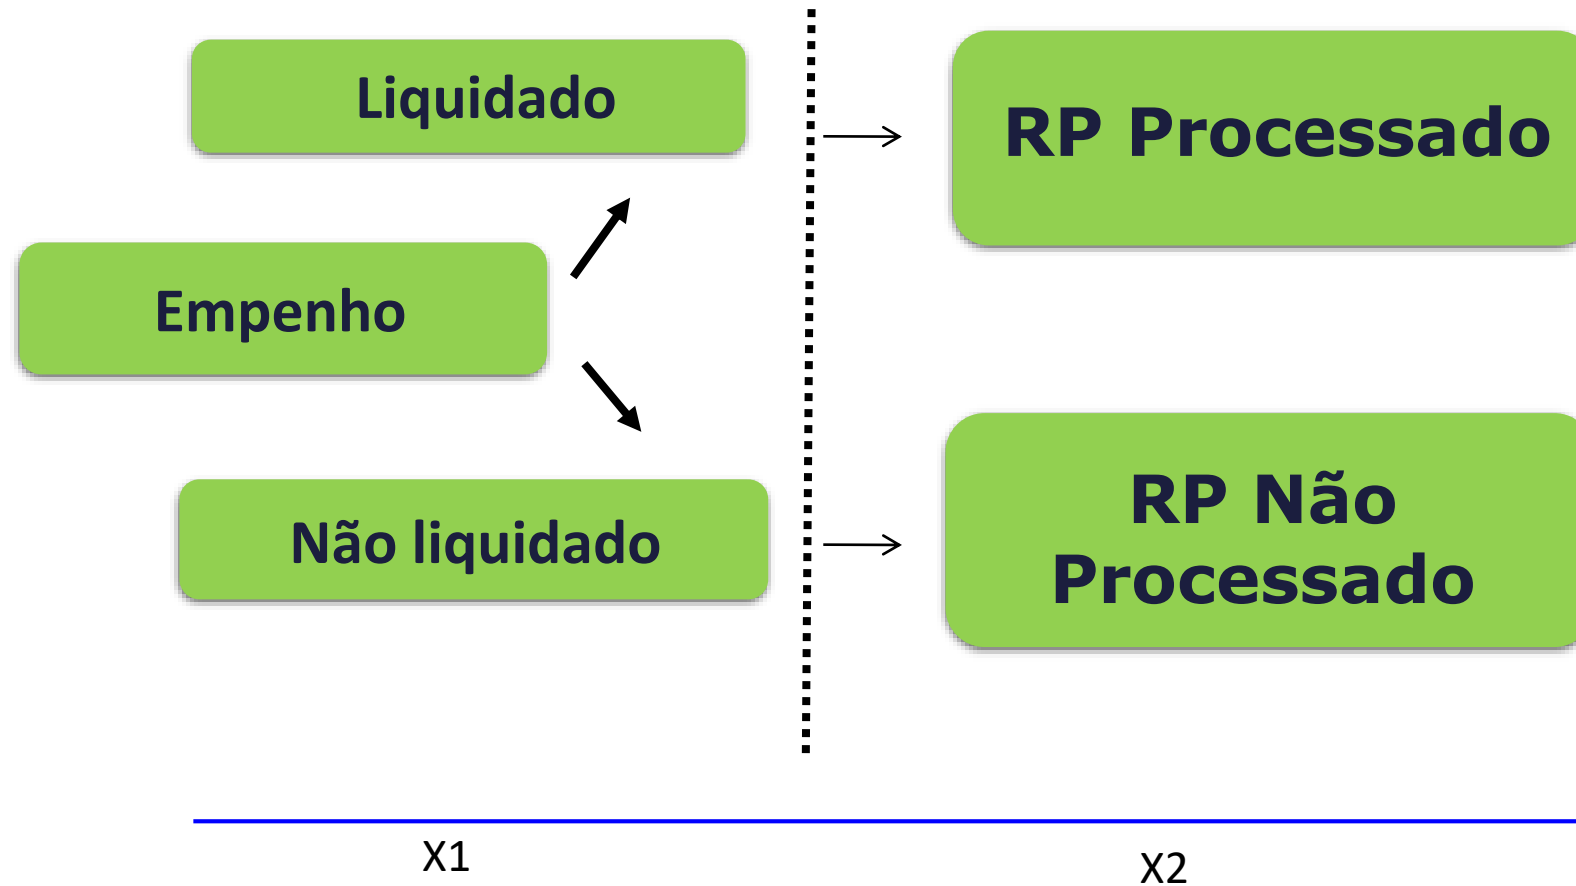 Liquidado
RP Processado
Empenho
Não liquidado
RP Não
Processado
X1
X2